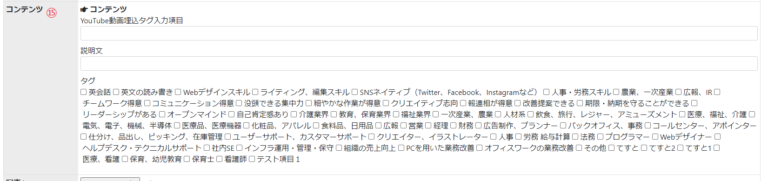 コンテンツ ⑮
☛ コンテンツ
YouTube動画埋込タグ入力項目
説明文
タグ
□ 英会話 □ 英文の読み書き □ Webデザインスキル □ ライティング、編集スキル □ SNSネイティブ（Twitter、Facebook、Instagramなど） □ 人事・労務スキル □ 農業、一次産業 □ 広報、IR □
チームワーク得意 □ コミュニケーション得意 □ 没頭できる集中力 □ 細やかな作業が得意 □ クリエイティブ志向 □ 報連相が得意 □ 改善提案できる □ 期限・納期を守ることができる □
リーダーシップがある □ オープンマインド □ 自己肯定感あり □ 介護業界 □ 教育、保育業界 □ 福祉業界 □ 一次産業、農業 □ 人材系 □ 飲食、旅行、レジャー、アミューズメント □ 医療、福祉、介護 □
電気、電子、機械、半導体 □ 医薬品、医療機器 □ 化粧品、アパレル □ 食料品、日用品 □ 広報 □ 営業 □ 経理 □ 財務 □ 広告制作、プランナー □ バックオフィス、事務 □ コールセンター、アポインター
□ 仕分け、品出し、ピッキング、在庫管理 □ ユーザーサポート、カスタマーサポート □ クリエイター、イラストレーター □ 人事 □ 労務 給与計算 □ 法務 □ プログラマー □ Webデザイナー □
ヘルプデスク・テクニカルサポート □ 社内SE □ インフラ運用・管理・保守 □ 組織の売上向上 □ PCを用いた業務改善 □ オフィスワークの業務改善 □ その他 □ てすと □ てすと2 □ てすと1 □
医療、看護 □ 保育、幼児教育 □ 保育士 □ 看護師 □ テスト項目１